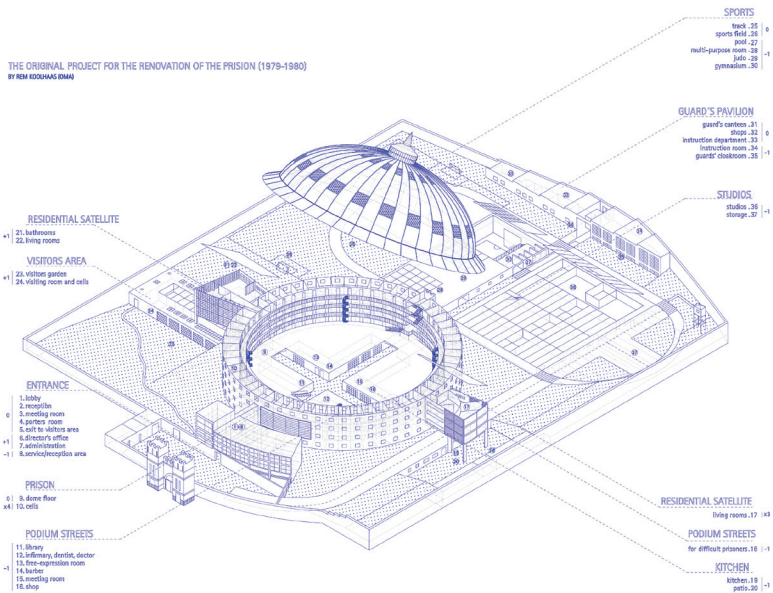 THE ORIGINAL PROJECT FOR THE RENOVATION OF THE PRISION (1979-1980)
BY REM KOOLHAAS (OMA)
SPORTS
track .25
sports field .26
0
pool .27
multi-purpose room .28
judo .29
gymnasium .30
-1
GUARD'S PAVILION
guard's canteen .31
shops .32
instruction department .33
0
instruction room .34
guards' cloakroom .35
-1
STUDIOS
studios .36
storage .37
-1
RESIDENTIAL SATELLITE
+1
21. bathrooms
22. living rooms
VISITORS AREA
+1
23. visitors garden
24. visiting room and cells
ENTRANCE
1. lobby
2. reception
0
3. meeting room
4. porters room
5. exit to visitors area
+1
6. director's office
7. administration
-1
8. service/reception area
PRISON
0
9. dome floor
x4
10. cells
PODIUM STREETS
-1
11. library
12. infirmary, dentist, doctor
13. free-expression room
14. barber
15. meeting room
16. shop
RESIDENTIAL SATELLITE
living rooms .17
x3
PODIUM STREETS
for difficult prisoners .18
-1
KITCHEN
kitchen .19
patio .20
-1